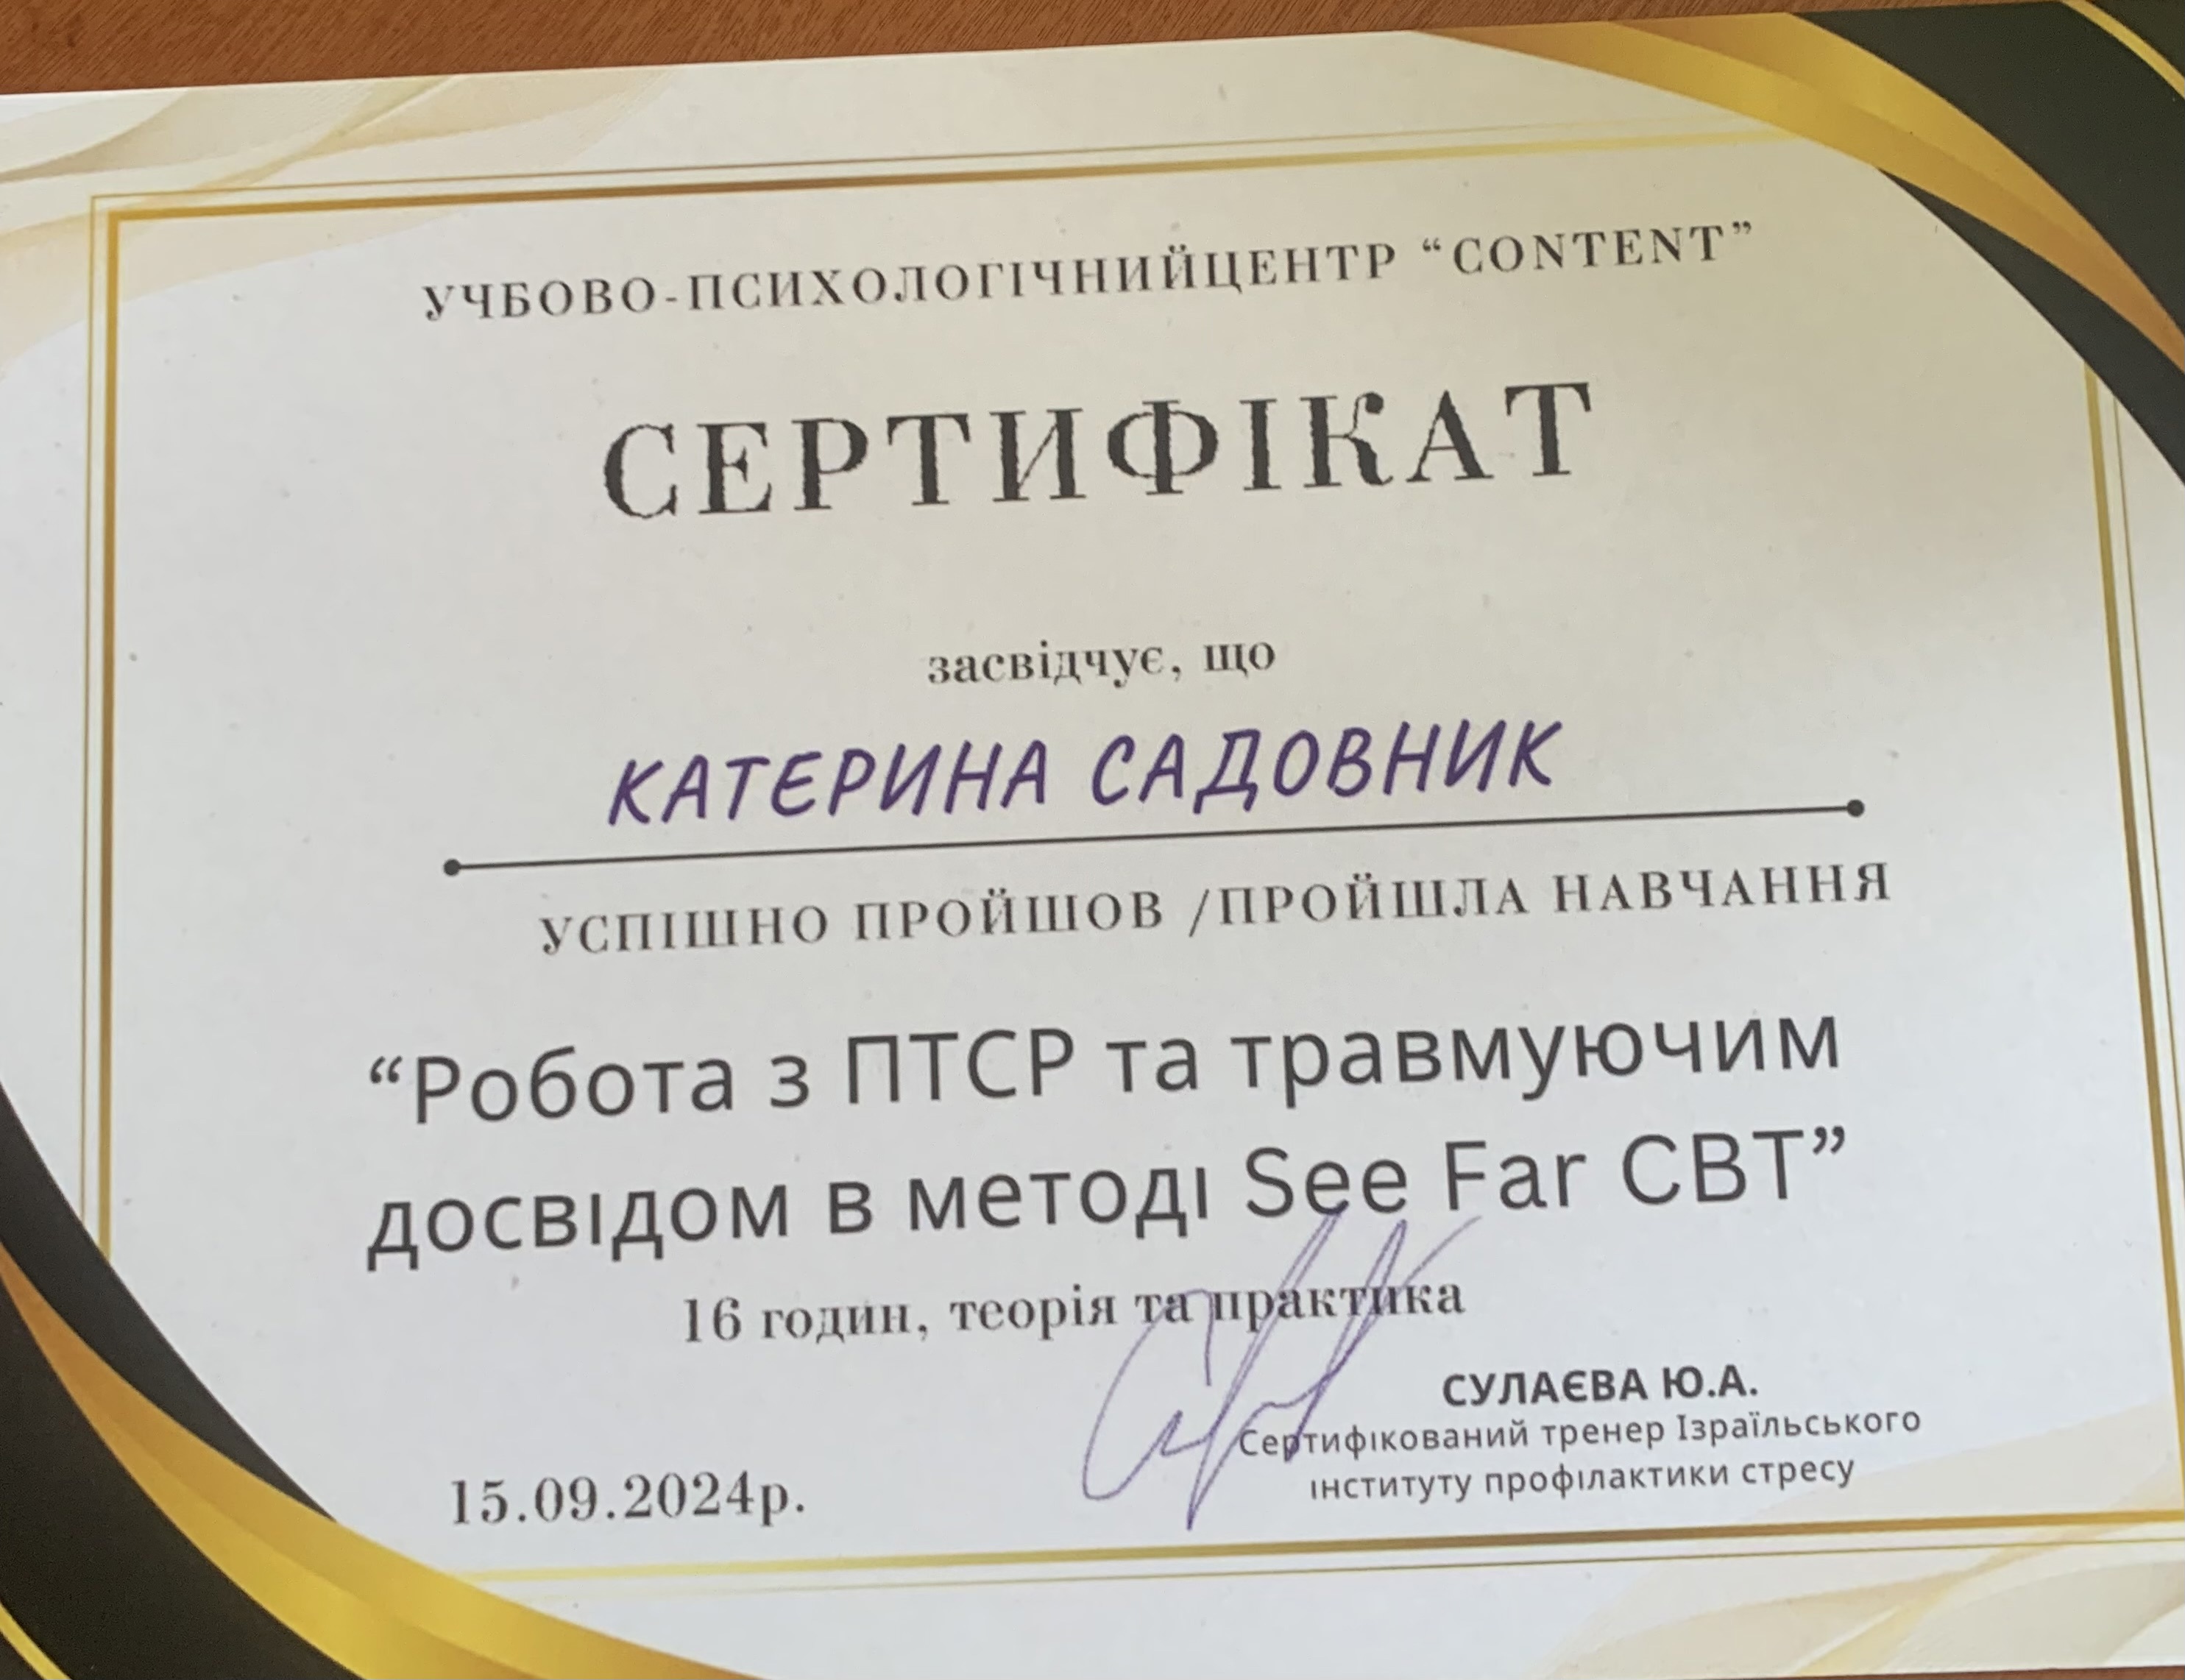 УЧБОВО-ПСИХОЛОГІЧНИЙЦЕНТР “CONTENT”
СЕРТИФІКАТ
засвідчує, що
КАТЕРИНА САДОВНИК
УСПІШНО ПРОЙШОВ /ПРОЙШЛА НАВЧАННЯ
“Робота з ПТСР та травмуючим
досвідом в методі See Far CBT”
16 годин, теорія та практика
СУЛАЄВА Ю.А.
Сертифікований тренер Ізраїльського
інституту профілактики стресу
15.09.2024р.